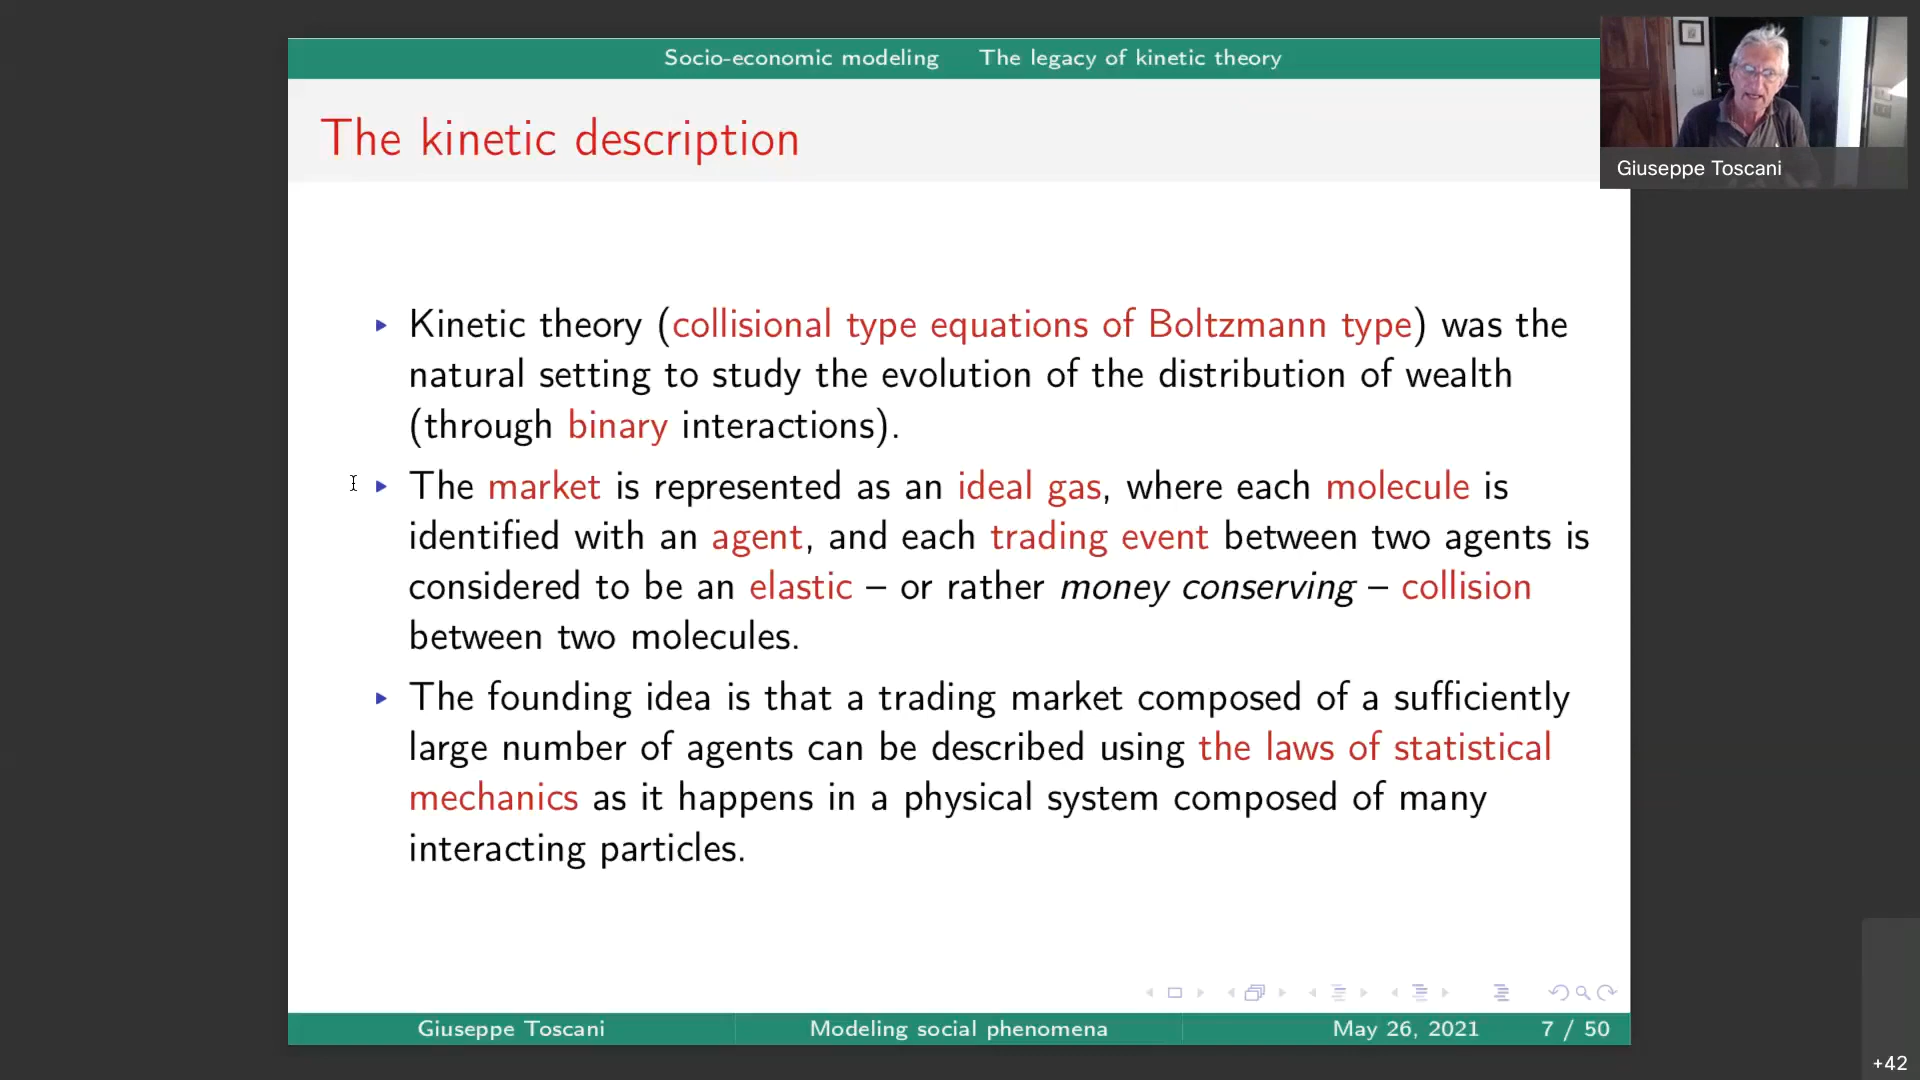 Socio-economic modeling The legacy of kinetic theory
The kinetic description
Giuseppe Toscani
Kinetic theory (collisional type equations of Boltzmann type) was the
natural setting to study the evolution of the distribution of wealth
(through binary interactions).
The market is represented as an ideal gas, where each molecule is
identified with an agent, and each trading event between two agents is
considered to be an elastic – or rather money conserving – collision
between two molecules.
The founding idea is that a trading market composed of a sufficiently
large number of agents can be described using the laws of statistical
mechanics as it happens in a physical system composed of many
interacting particles.
Giuseppe Toscani Modeling social phenomena May 26, 2021 7 / 50
+42